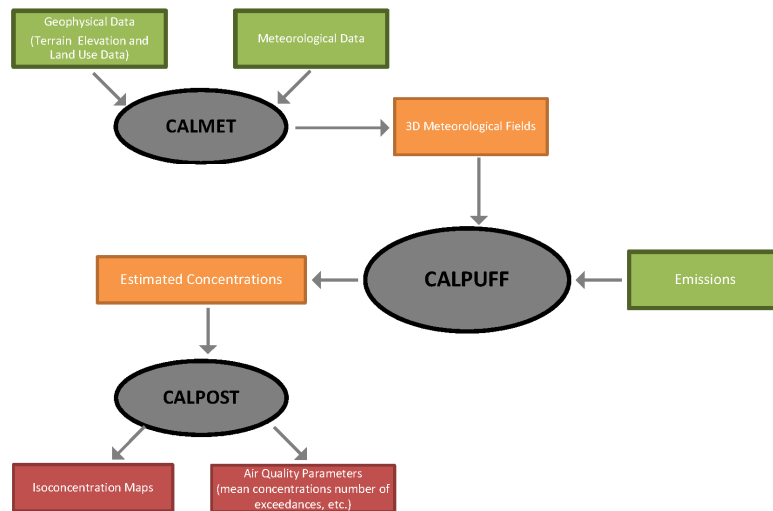 Geophysical Data
(Terrain Elevation and
Land Use Data)
Meteorological Data
CALMET
3D Meteorological Fields
CALPUFF
Emissions
Estimated Concentrations
CALPOST
Isoconcentration Maps
Air Quality Parameters
(mean concentrations number of
exceedances, etc.)